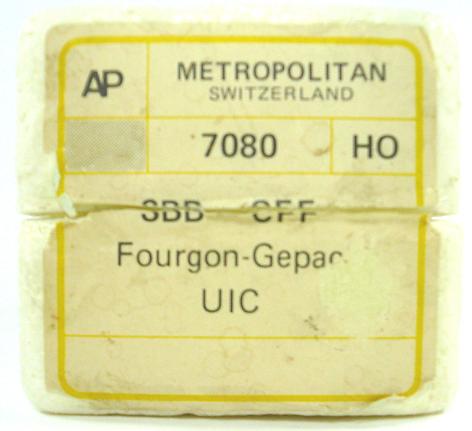 AP
METROPOLITAN
SWITZERLAND
7080 HO
SBB CFF
Fourgon-Gepac
UIC